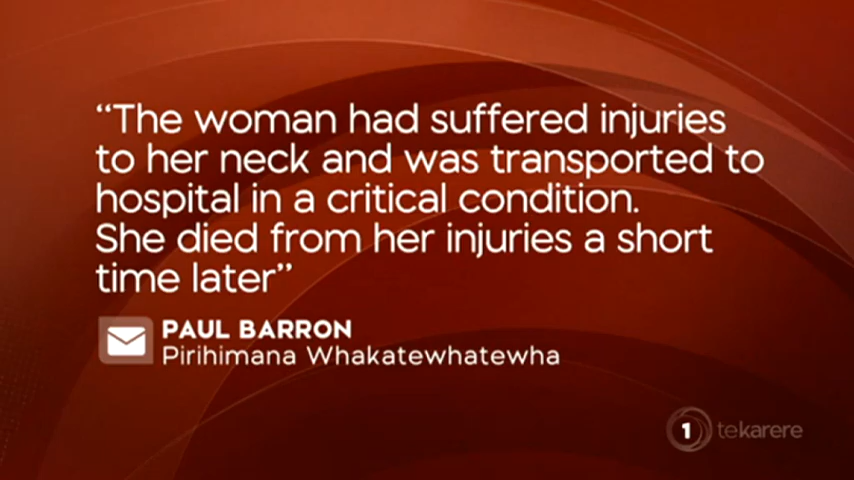 “The woman had suffered injuries
to her neck and was transported to
hospital in a critical condition.
She died from her injuries a short
time later”
PAUL BARRON
Pirihimana Whakatewhatewha
1 tekarere